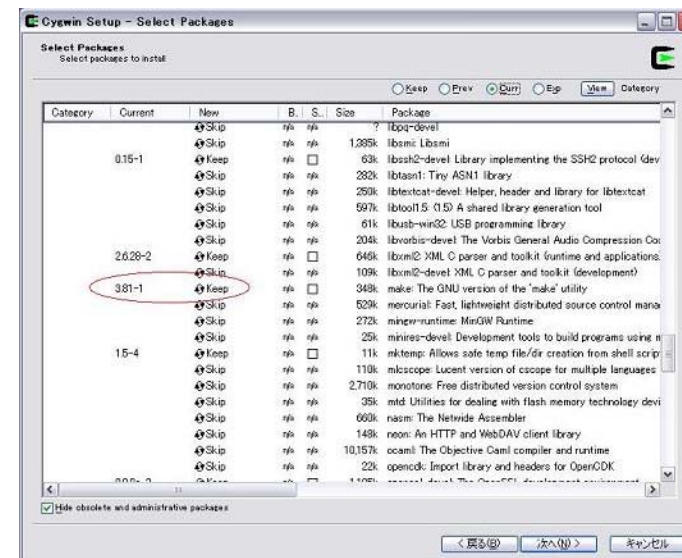 Cygwin Setup - Select Packages
Select Packages
Select packages to install
Keep Prev Curr Exp View Category
Category Current New B. S. Size Package
Skip n/a n/a ? libpq-devel
Skip n/a n/a 1,385k libsmi: Libsmi
0.15-1 Keep n/a 63k libssh2-devel: Library implementing the SSH2 protocol (dev
Skip n/a n/a 282k libtasn1: Tiny ASN.1 library
Skip n/a n/a 250k libtextcat-devel: Helper, header and library for libtextcat
Skip n/a n/a 597k libtool1.5: (1.5) A shared library generation tool
Skip n/a n/a 61k libusb-win32: USB programming library
Skip n/a n/a 204k libvorbis-devel: The Vorbis General Audio Compression Co
2.6.28-2 Keep n/a 646k libxml2: XML C parser and toolkit (runtime and applications
Skip n/a n/a 109k libxml2-devel: XML C parser and toolkit (development)
3.81-1 Keep n/a 348k make: The GNU version of the 'make' utility
Skip n/a n/a 529k mercurial: Fast, lightweight distributed source control mana
Skip n/a n/a 272k mingw-runtime: MinGW Runtime
Skip n/a n/a 25k minires-devel: Development tools to build programs using
1.5-4 Keep n/a 11k mktemp: Allows safe temp file/dir creation from shell scrip
Skip n/a n/a 110k mlcscope: Lucent version of cscope for multiple languages
Skip n/a n/a 2,710k monotone: Free distributed version control system
Skip n/a n/a 35k mtd: Utilities for dealing with flash memory technology devi
Skip n/a n/a 660k nasm: The Netwide Assembler
Skip n/a n/a 148k neon: An HTTP and WebDAV client library
Skip n/a n/a 10,157k ocaml: The Objective Caml compiler and runtime
Skip n/a n/a 22k opencdk: Import library and headers for OpenCDK
Hide obsolete and administrative packages
< 戻る(B) 次へ(N) > キャンセル